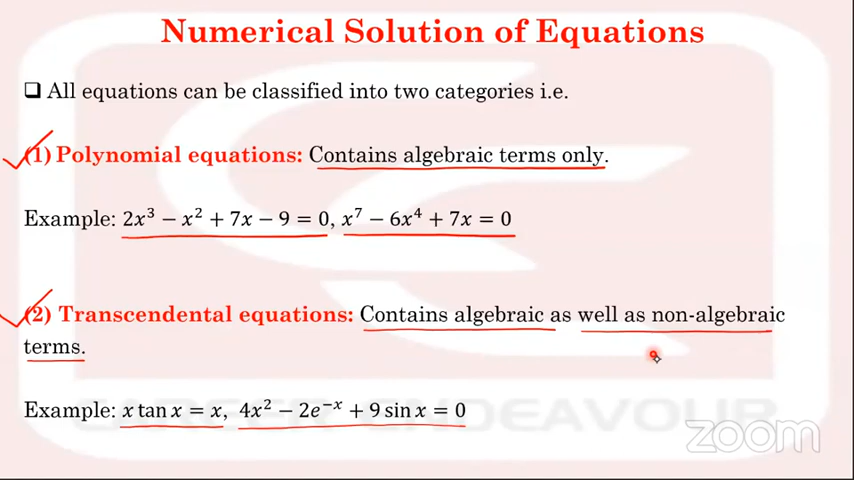 Numerical Solution of Equations
❑ All equations can be classified into two categories i.e.
(1) Polynomial equations: Contains algebraic terms only.
Example: 2x³ − x² + 7x − 9 = 0, x⁷ − 6x⁴ + 7x = 0
(2) Transcendental equations: Contains algebraic as well as non-algebraic
terms.
Example: x tan x = x, 4x² − 2e⁻ˣ + 9 sin x = 0
CAREER ENDEAVOUR
zoom